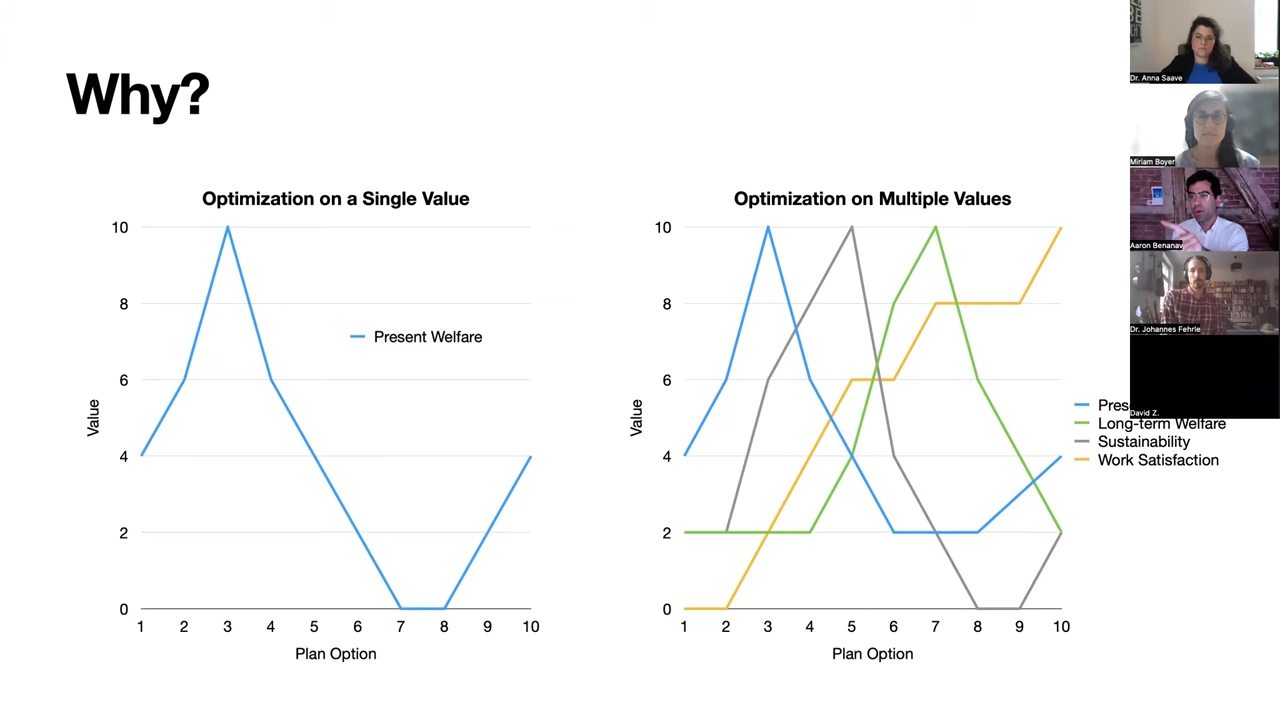 Why?
Optimization on a Single Value
10
8
6
4
2
0
Value
1 2 3 4 5 6 7 8 9 10
Plan Option
Present Welfare
Optimization on Multiple Values
10
8
6
4
2
0
Value
1 2 3 4 5 6 7 8 9 10
Plan Option
Pres
Long-term Welfare
Sustainability
Work Satisfaction
Dr. Anna Saave
Miriam Boyer
Aaron Benanav
Dr. Johannes Fehrle
David Z.